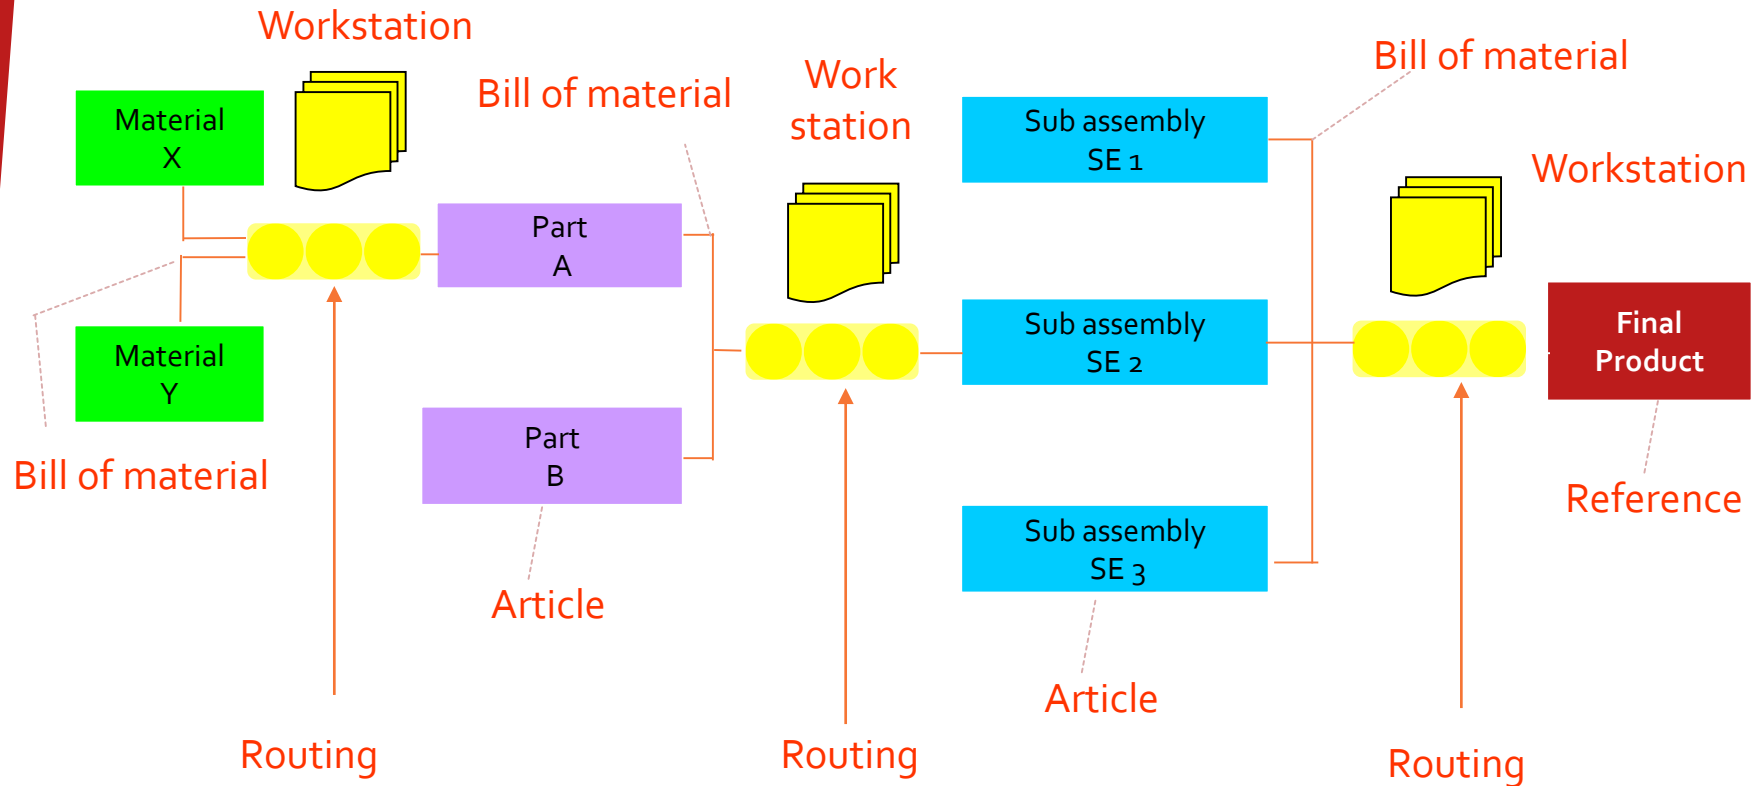 Workstation
Bill of material
Work
station
Bill of material
Workstation
Material
X
Part
A
Sub assembly
SE 1
Material
Y
Part
B
Sub assembly
SE 2
Final
Product
Bill of material
Reference
Sub assembly
SE 3
Article
Article
Routing
Routing
Routing